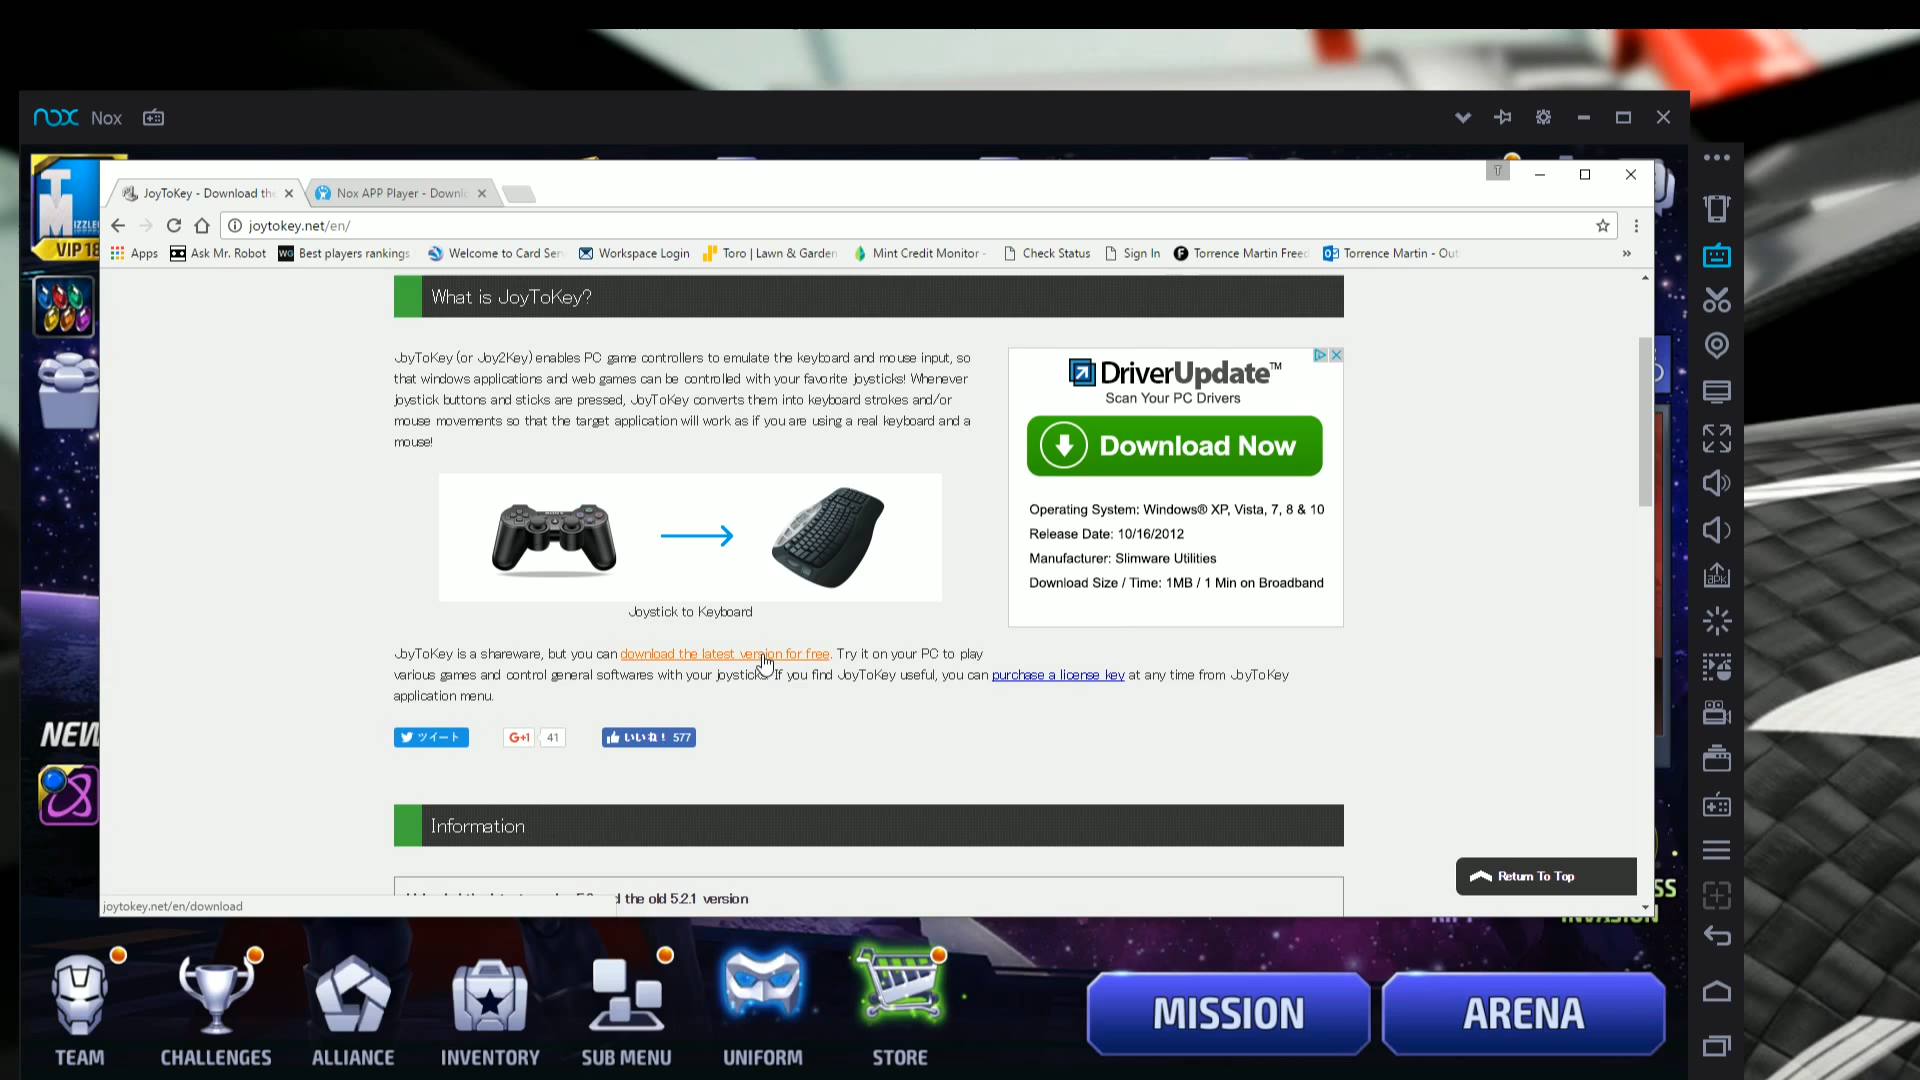 nox Nox
JoyToKey - Download the
Nox APP Player - Downlo
T
joytokey.net/en/
Apps
Ask Mr. Robot
WG Best players rankings
Welcome to Card Ser
Workspace Login
Toro | Lawn & Garden
Mint Credit Monitor -
Check Status
Sign In
Torrence Martin Freed
Torrence Martin - Out
»
TM
IZZLE
VIP 18
What is JoyToKey?
JoyToKey (or Joy2Key) enables PC game controllers to emulate the keyboard and mouse input, so
that windows applications and web games can be controlled with your favorite joysticks! Whenever
joystick buttons and sticks are pressed, JoyToKey converts them into keyboard strokes and/or
mouse movements so that the target application will work as if you are using a real keyboard and a
mouse!
DriverUpdate™
Scan Your PC Drivers
Download Now
Operating System: Windows® XP, Vista, 7, 8 & 10
Release Date: 10/16/2012
Manufacturer: Slimware Utilities
Download Size / Time: 1MB / 1 Min on Broadband
Joystick to Keyboard
JoyToKey is a shareware, but you can download the latest version for free. Try it on your PC to play
various games and control general softwares with your joystick. If you find JoyToKey useful, you can purchase a license key at any time from JoyToKey
application menu.
ツイート
G+1 41
いいね! 577
NEW
Information
d the old 5.2.1 version
Return To Top
joytokey.net/en/download
SS
INVASION
apk
TEAM
CHALLENGES
ALLIANCE
INVENTORY
SUB MENU
UNIFORM
STORE
MISSION
ARENA